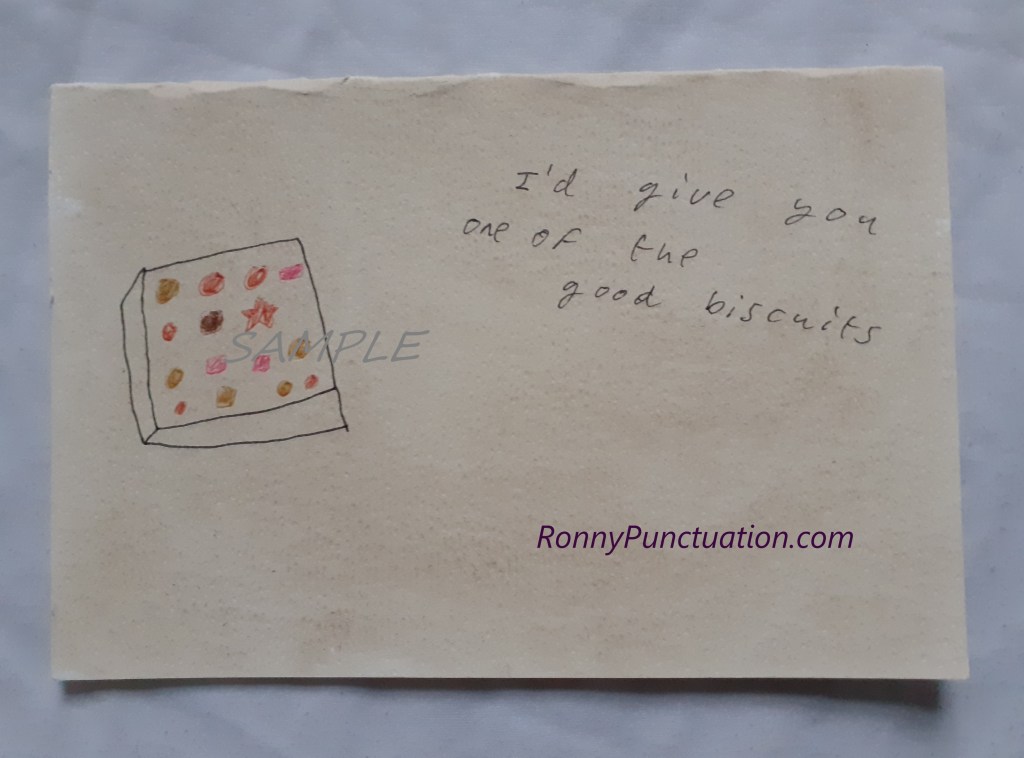 I'd give you
one of the
good biscuits
SAMPLE
RonnyPunctuation.com